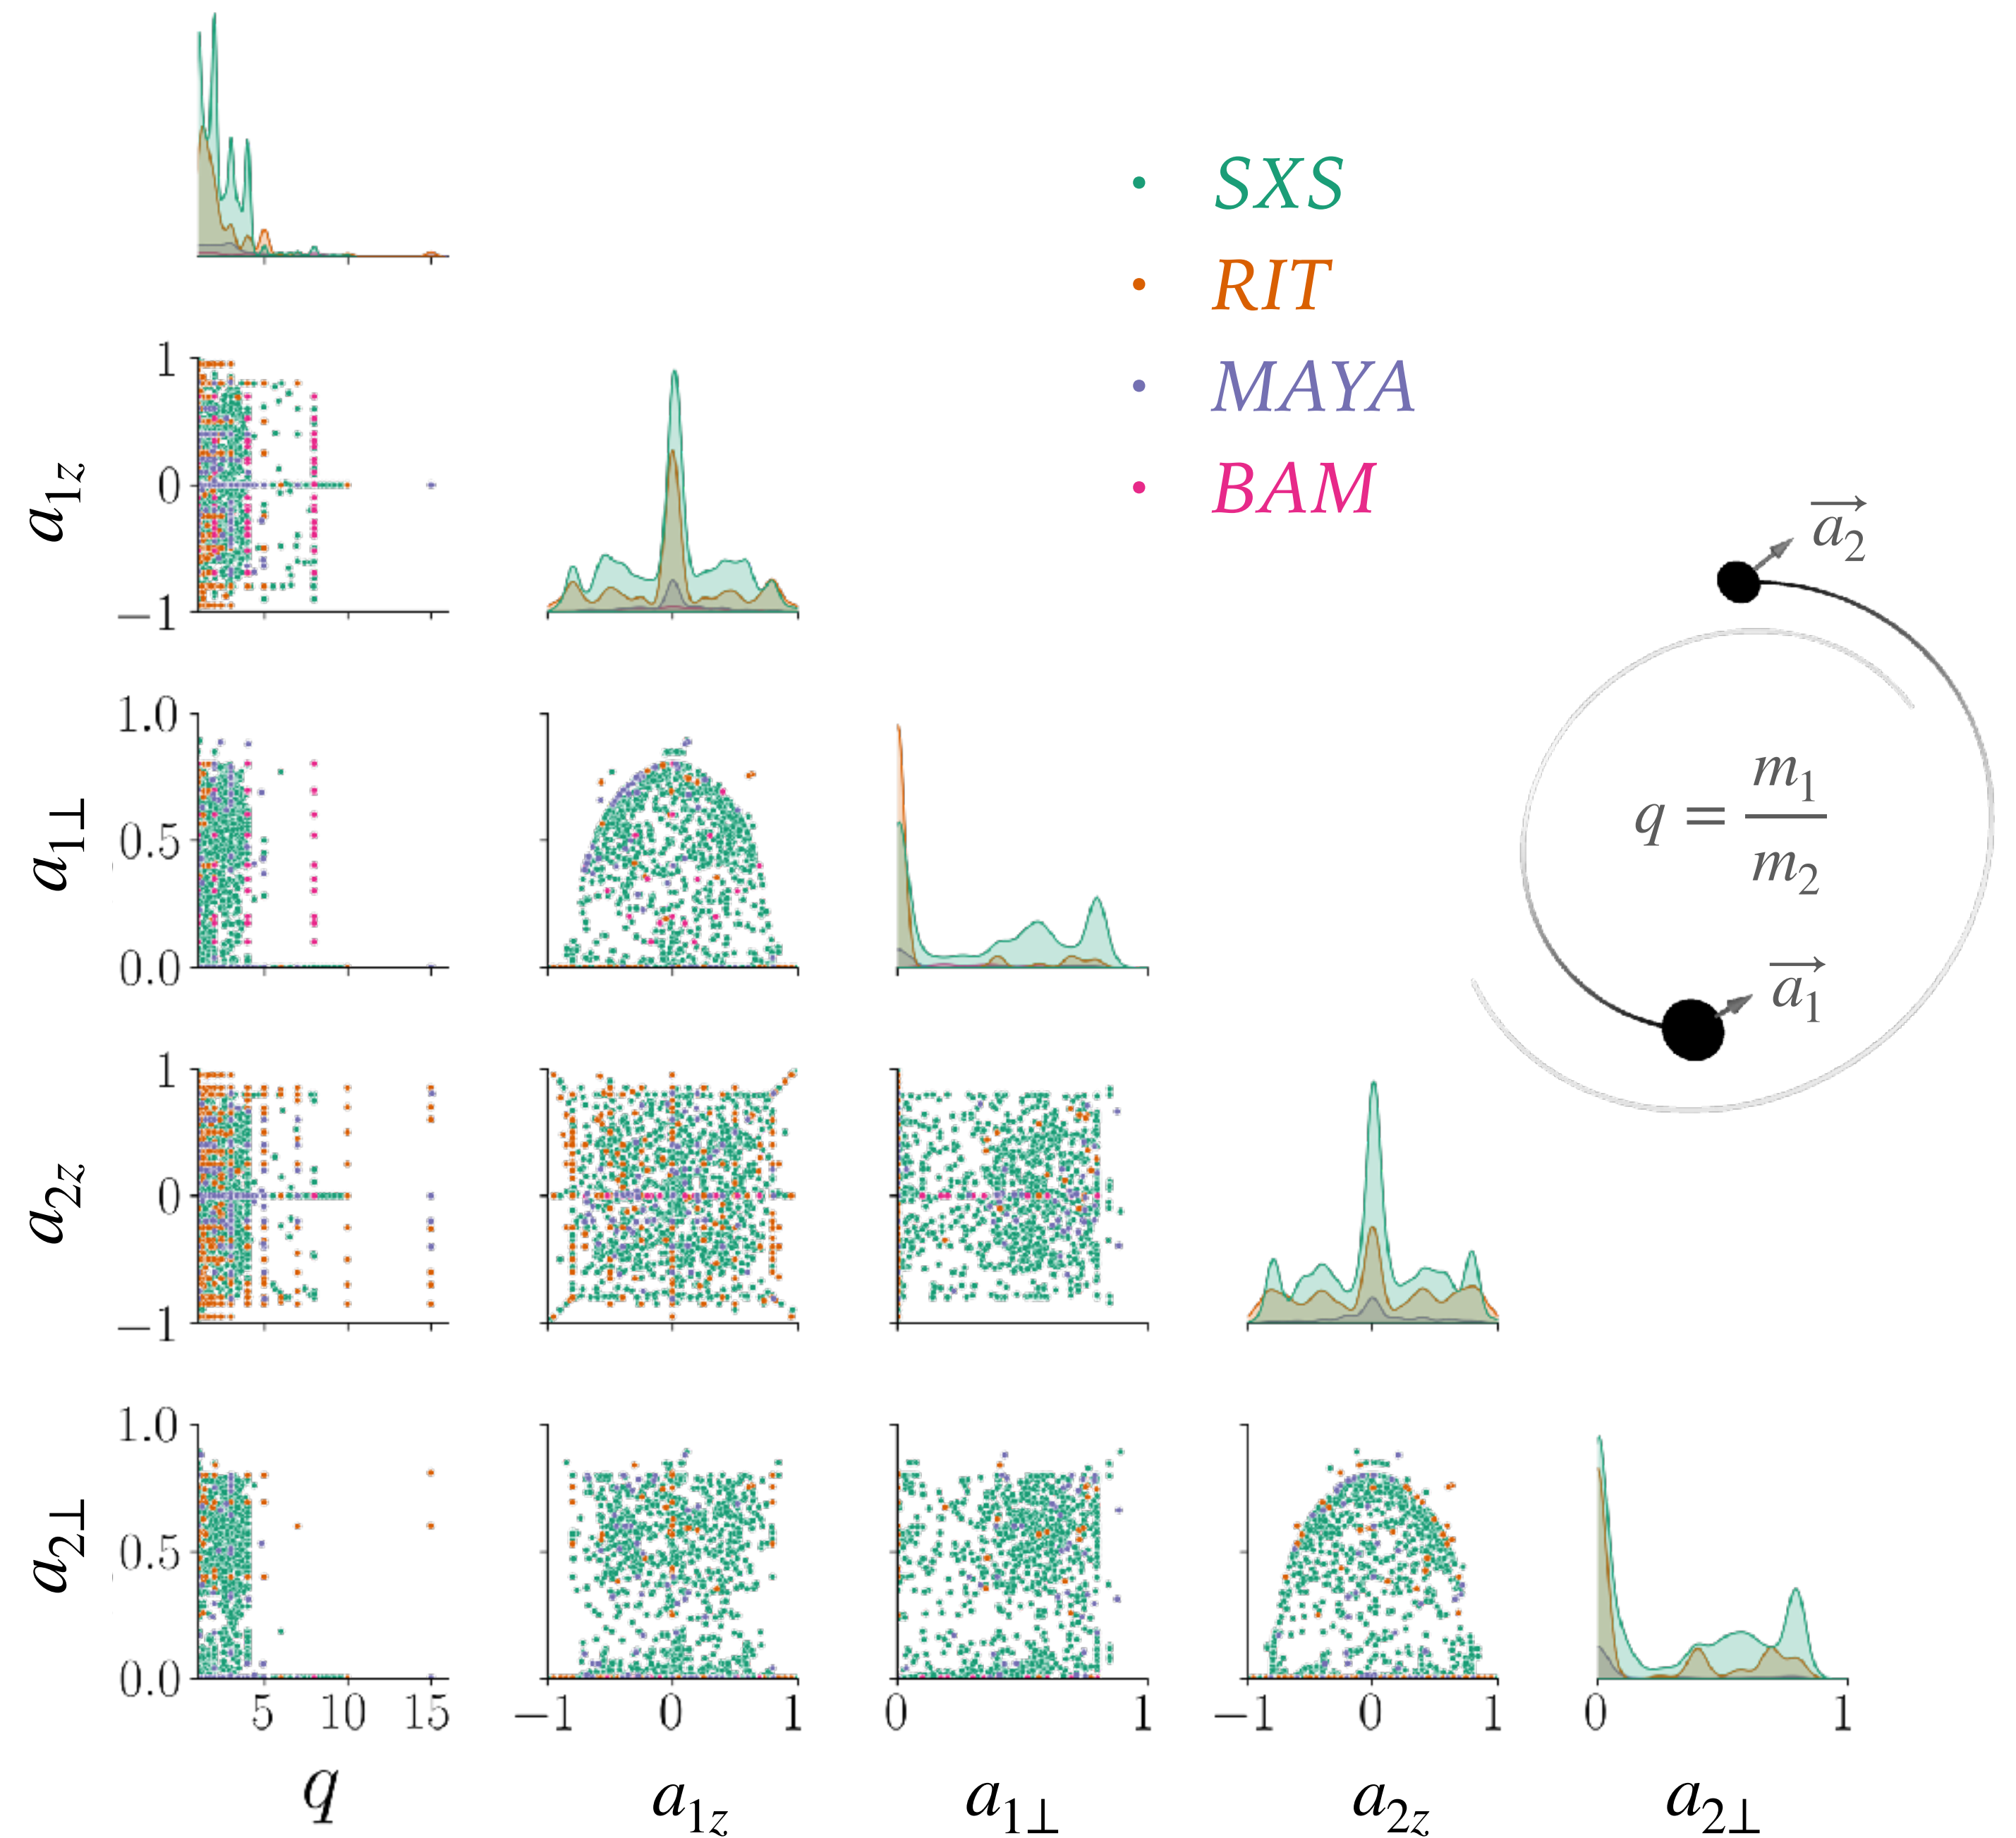 SXS
RIT
MAYA
BAM
1
0
−1
a1z
a⃗2
1.0
0.5
0.0
a1⊥
q = m1/m2
a⃗1
1
0
−1
a2z
1.0
0.5
0.0
a2⊥
5 10 15 −1 0 1 0 1 −1 0 1 0 1
q a1z a1⊥ a2z a2⊥